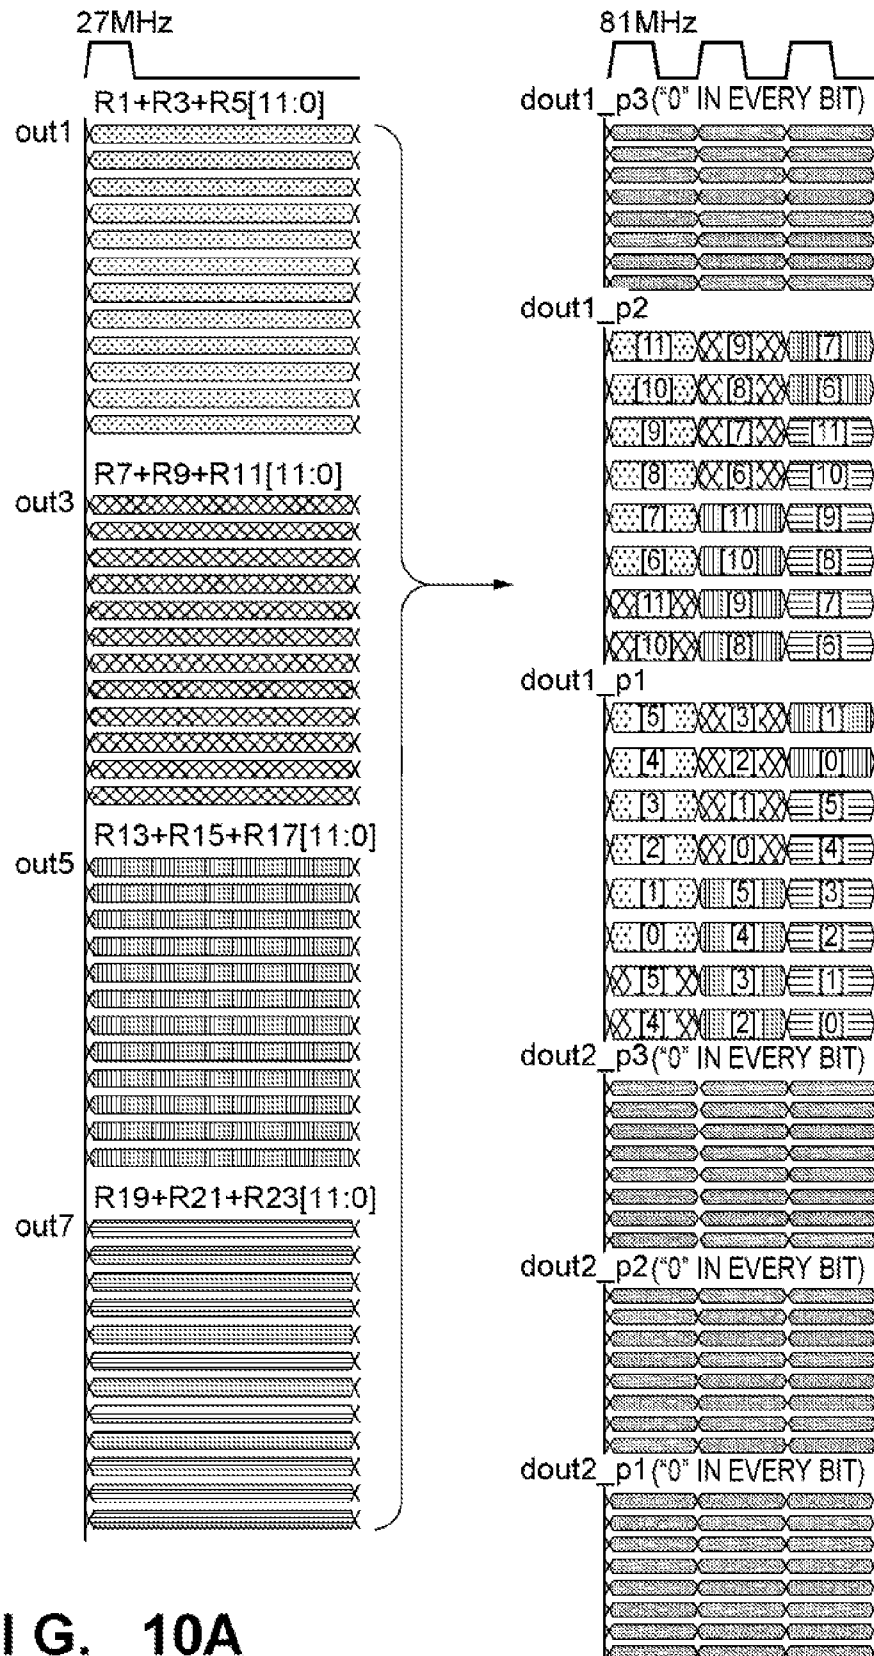 27MHz
R1+R3+R5[11:0]
out1
R7+R9+R11[11:0]
out3
R13+R15+R17[11:0]
out5
R19+R21+R23[11:0]
out7
81MHz
dout1_p3 ("0" IN EVERY BIT)
dout1_p2
[11] [9] [7]
[10] [8] [6]
[9] [7] [11]
[8] [6] [10]
[7] [11] [9]
[6] [10] [8]
[11] [9] [7]
[10] [8] [6]
dout1_p1
[5] [3] [1]
[4] [2] [0]
[3] [1] [5]
[2] [0] [4]
[1] [5] [3]
[0] [4] [2]
[5] [3] [1]
[4] [2] [0]
dout2_p3 ("0" IN EVERY BIT)
dout2_p2 ("0" IN EVERY BIT)
dout2_p1 ("0" IN EVERY BIT)
I G. 10A